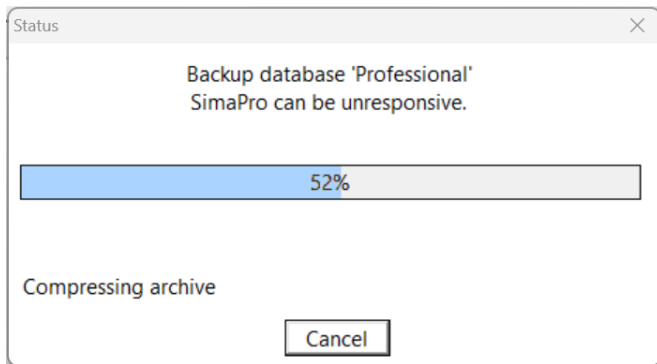 Status
Backup database 'Professional'
SimaPro can be unresponsive.
52%
Compressing archive
Cancel